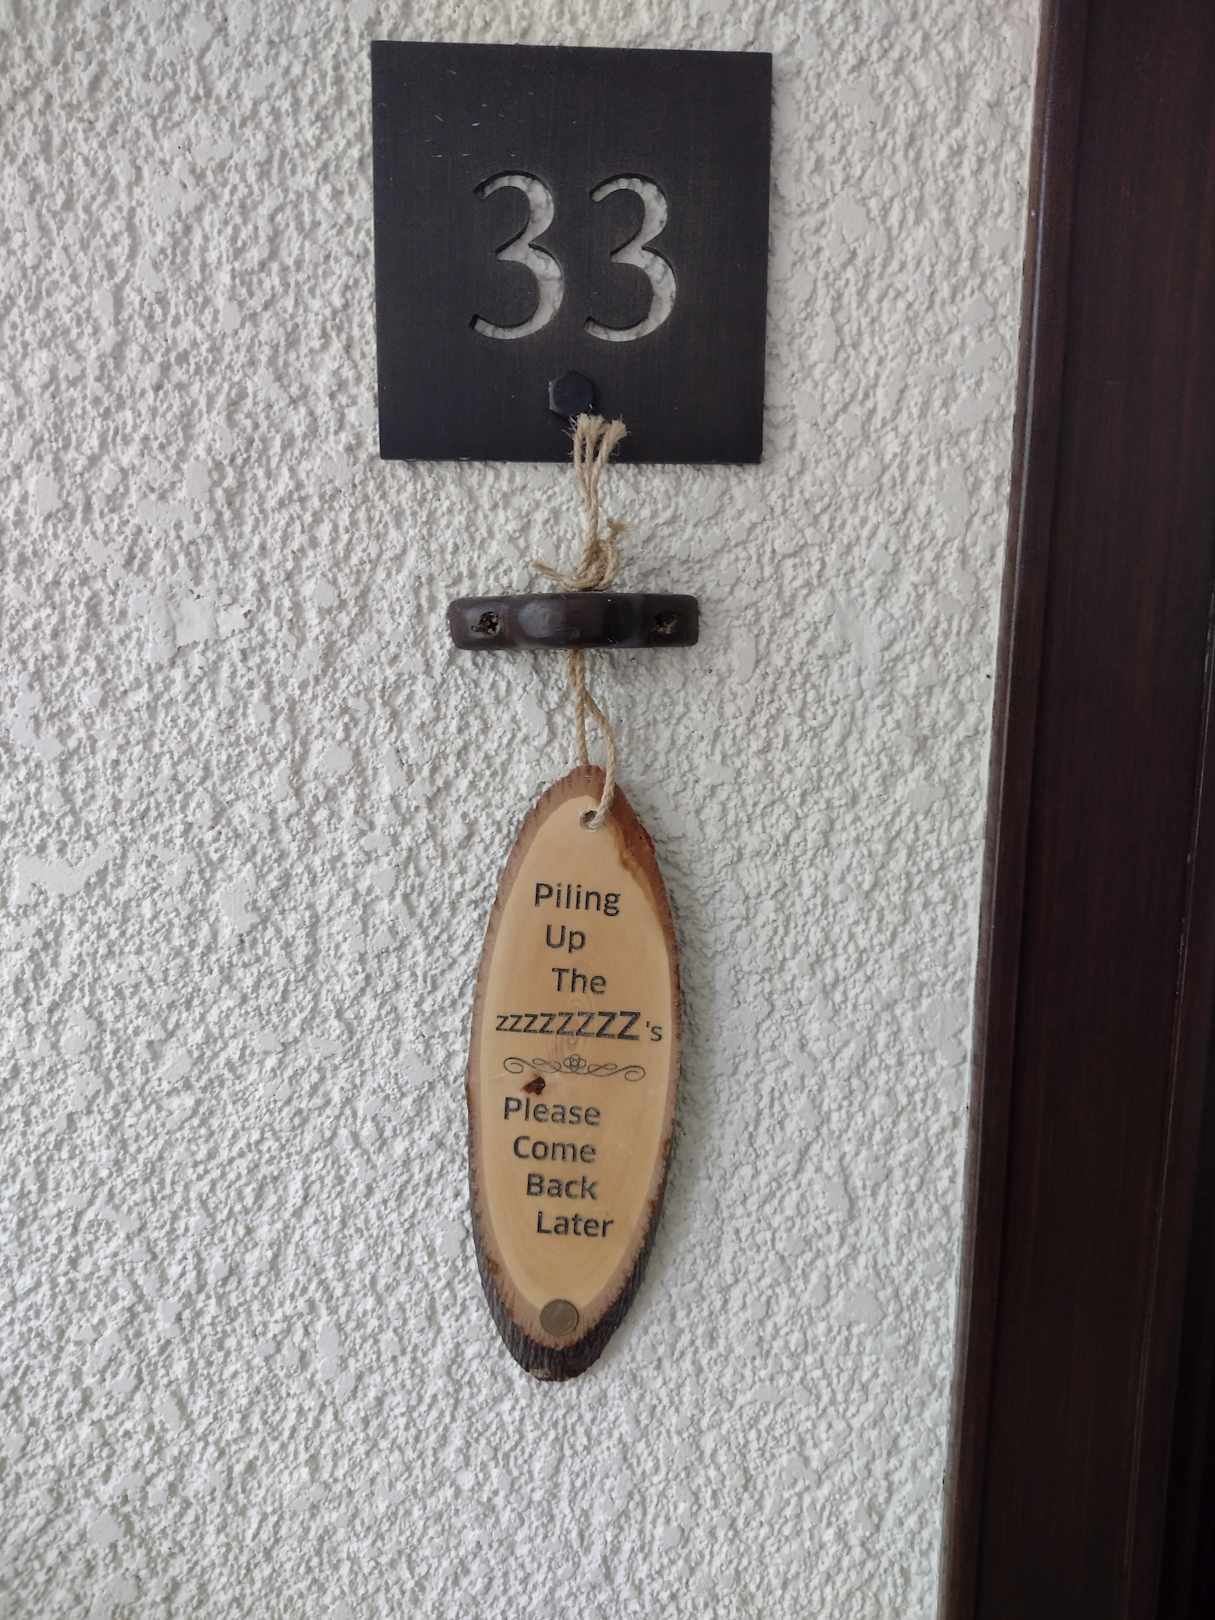 33
Piling
Up
The
zzzzzzzz's
Please
Come
Back
Later